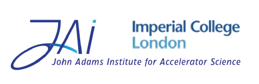 JAi
Imperial College
London
John Adams Institute for Accelerator Science